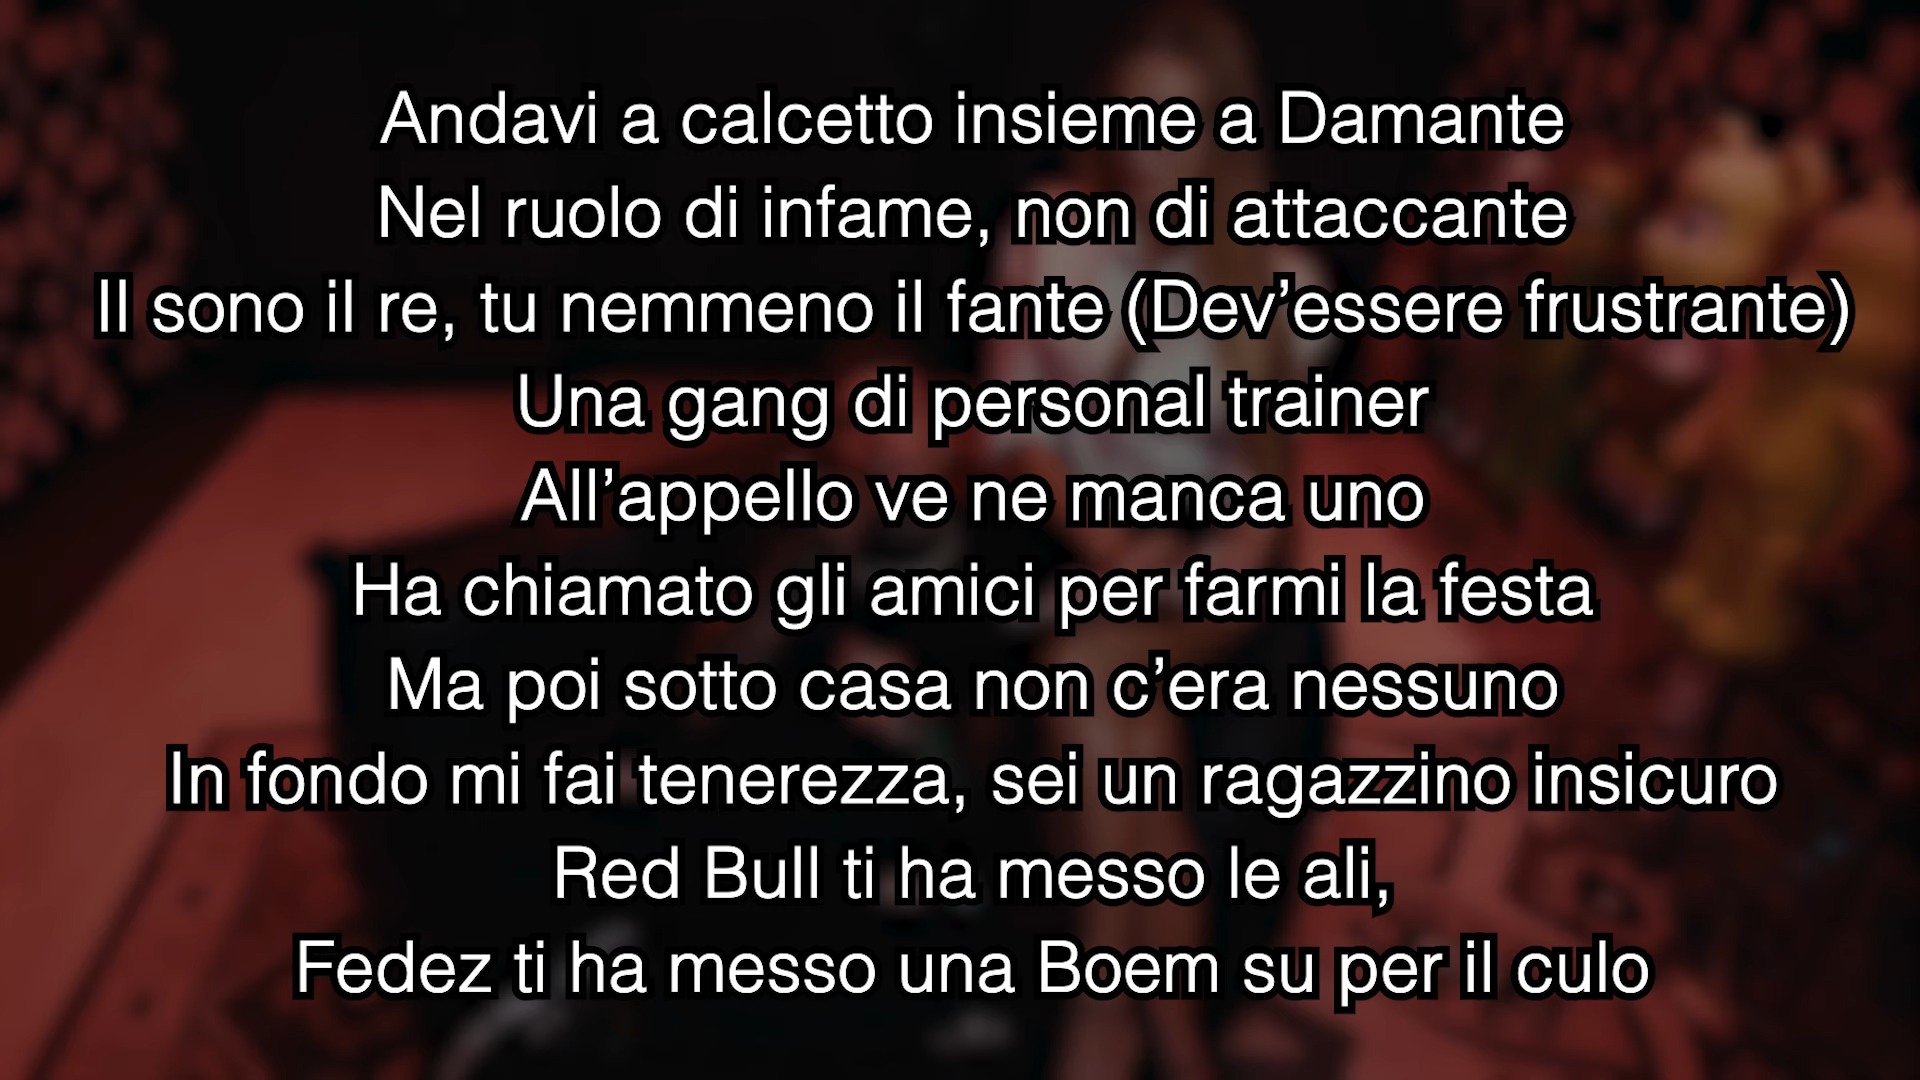 Andavi a calcetto insieme a Damante
Nel ruolo di infame, non di attaccante
Il sono il re, tu nemmeno il fante (Dev’essere frustrante)
Una gang di personal trainer
All’appello ve ne manca uno
Ha chiamato gli amici per farmi la festa
Ma poi sotto casa non c’era nessuno
In fondo mi fai tenerezza, sei un ragazzino insicuro
Red Bull ti ha messo le ali,
Fedez ti ha messo una Boem su per il culo